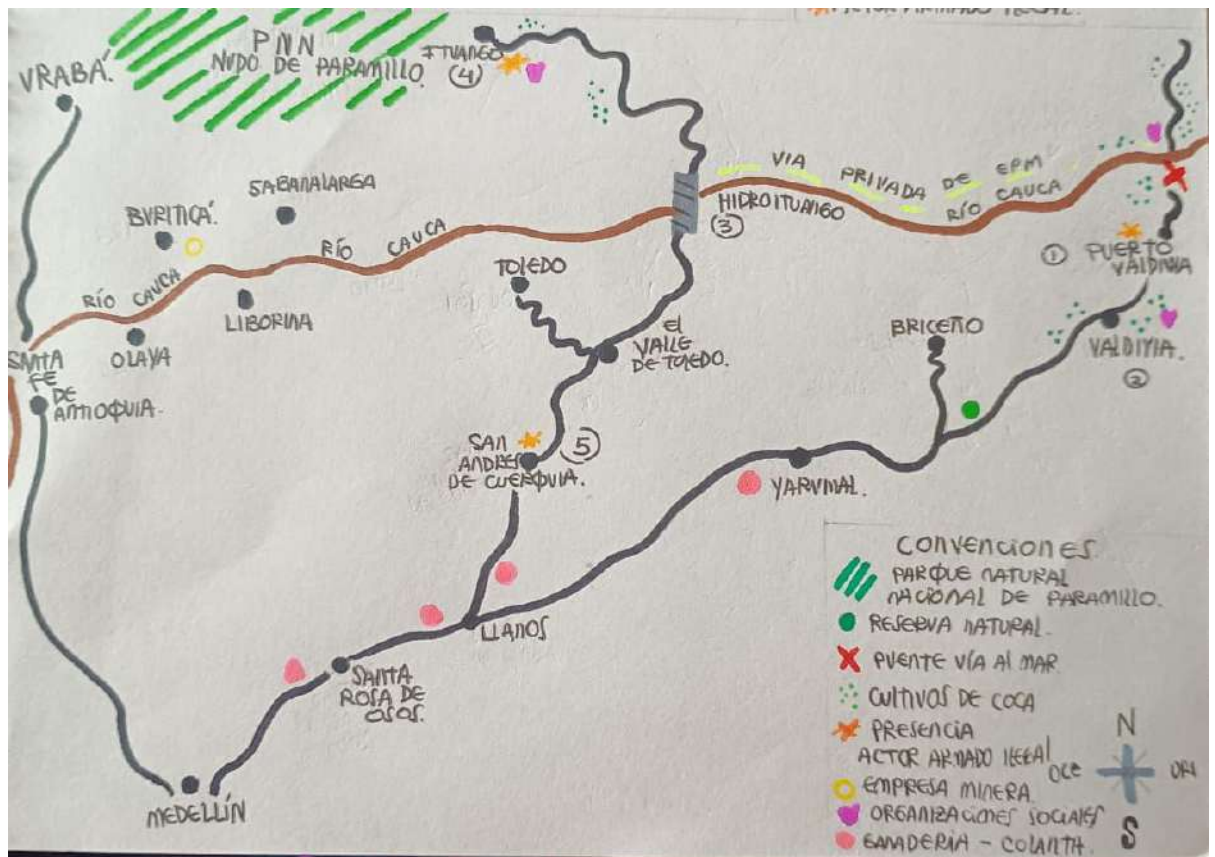 ACTOR ARMADO ILEGAL.
PNN
NUDO DE PARAMILLO.
ITUANGO
(4)
URABÁ.
SABANALARGA
BURITICÁ.
VIA PRIVADA DE EPM
RÍO CAUCA
HIDROITUANGO
(3)
RÍO CAUCA
RÍO CAUCA
TOLEDO
(1) PUERTO
VALDIVIA
LIBORINA
OLAYA
SANTA
FE
DE
ANTIOQUIA.
El
VALLE
DE TOLEDO.
BRICEÑO
VALDIVIA.
(2)
SAN
ANDRES
DE CUERQUIA.
(5)
YARUMAL.
LLANOS
SANTA
ROSA DE
OSOS.
MEDELLÍN
CONVENCIONES
PARQUE NATURAL
NACIONAL DE PARAMILLO.
RESERVA NATURAL.
PUENTE VÍA AL MAR
CULTIVOS DE COCA
PRESENCIA
ACTOR ARMADO ILEGAL
EMPRESA MINERA.
ORGANIZACIONES SOCIALES
GANADERIA - COLANTA.
N
OCC
ORI
S